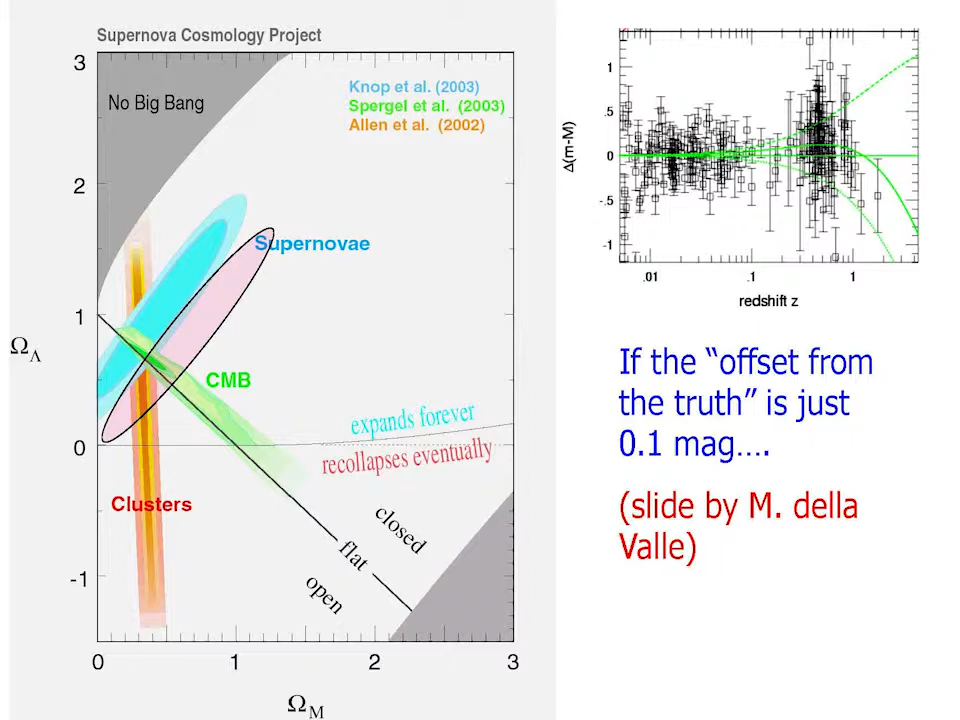 Supernova Cosmology Project
3
2
1
0
-1
No Big Bang
Knop et al. (2003)
Spergel et al. (2003)
Allen et al. (2002)
Supernovae
CMB
Clusters
expands forever
recollapses eventually
closed
flat
open
Ω_Λ
0 1 2 3
Ω_M
1
.5
0
-.5
-1
Δ(m-M)
.01 .1 1
redshift z
If the “offset from
the truth” is just
0.1 mag….
(slide by M. della
Valle)